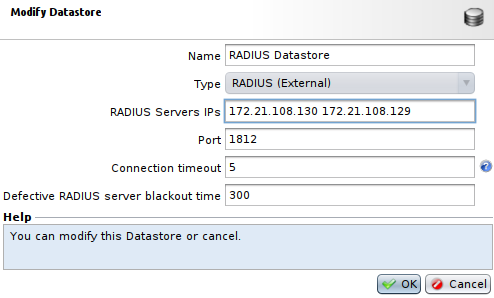 Modify Datastore
Name RADIUS Datastore
Type RADIUS (External)
RADIUS Servers IPs 172.21.108.130 172.21.108.129
Port 1812
Connection timeout 5
Defective RADIUS server blackout time 300
Help
You can modify this Datastore or cancel.
OK Cancel